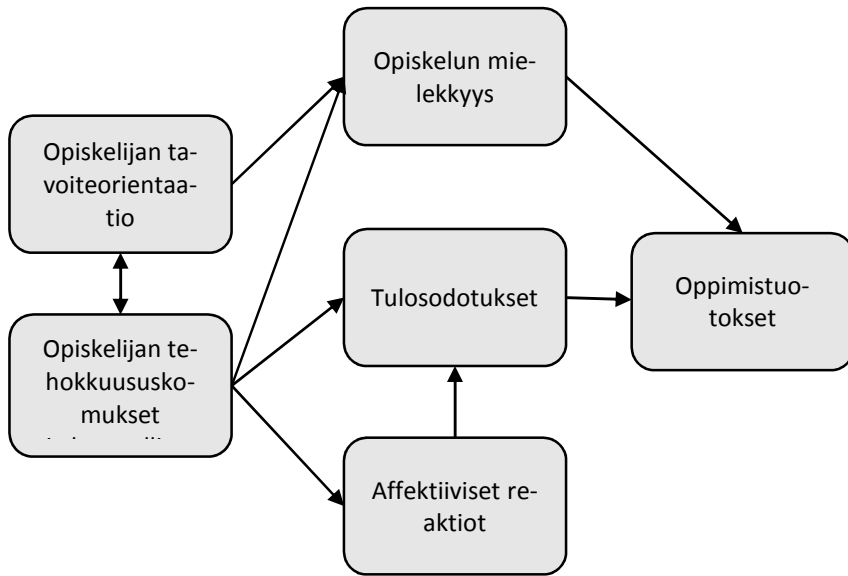 Opiskelun mie-
lekkyys
Opiskelijan ta-
voiteorientaa-
tio
Tulosodotukset
Oppimistuo-
tokset
Opiskelijan te-
hokkuususko-
mukset
Affektiiviset re-
aktiot